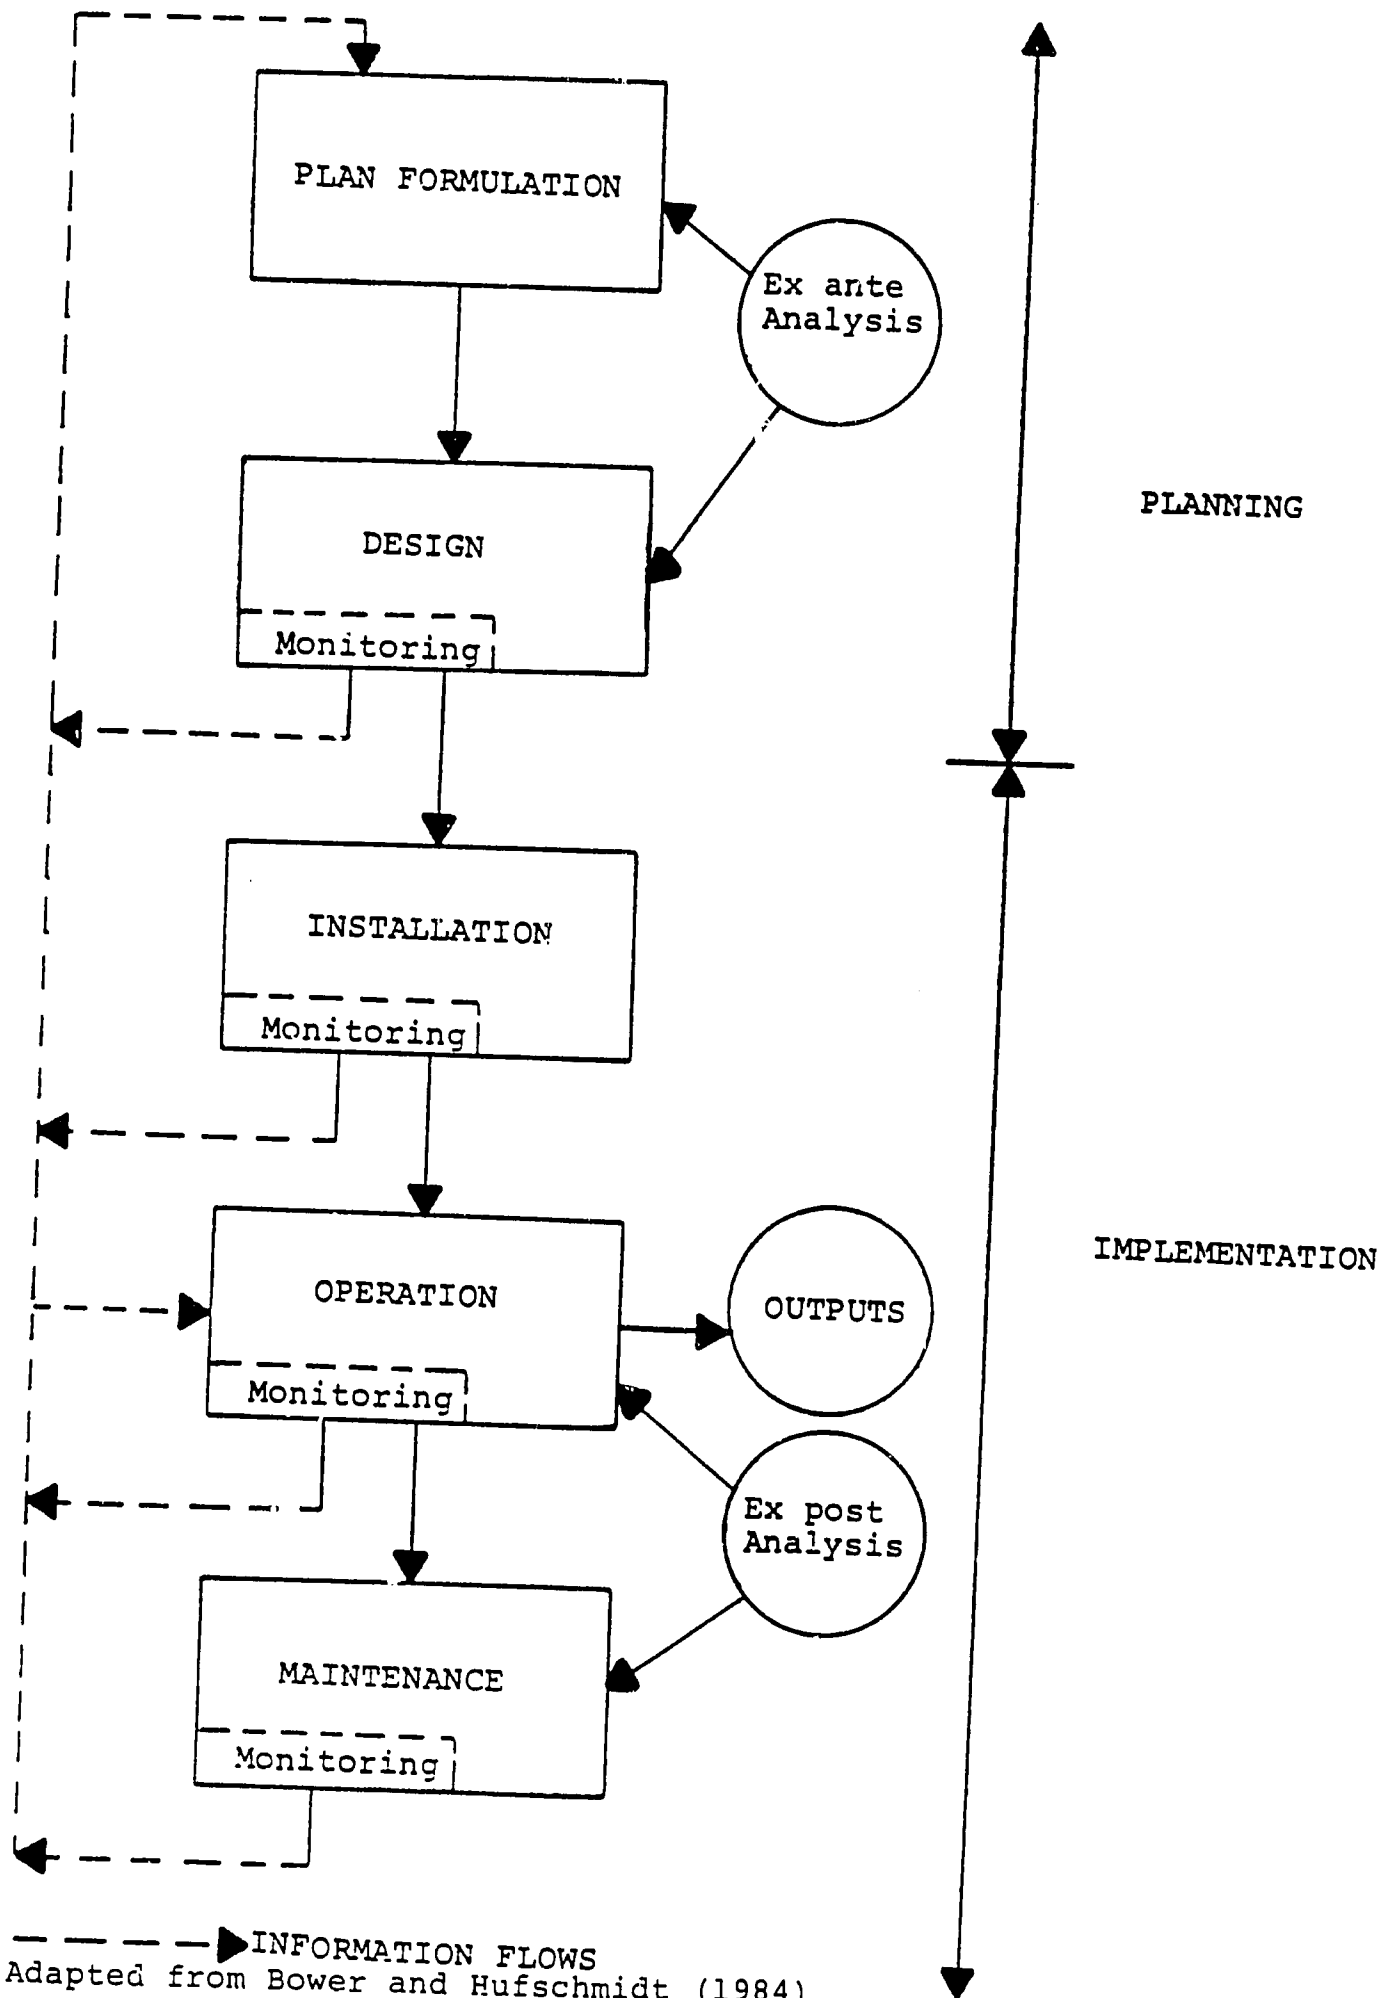 PLAN FORMULATION
Ex ante
Analysis
PLANNING
DESIGN
Monitoring
INSTALLATION
Monitoring
IMPLEMENTATION
OPERATION
OUTPUTS
Monitoring
Ex post
Analysis
MAINTENANCE
Monitoring
INFORMATION FLOWS
Adapted from Bower and Hufschmidt (1984)